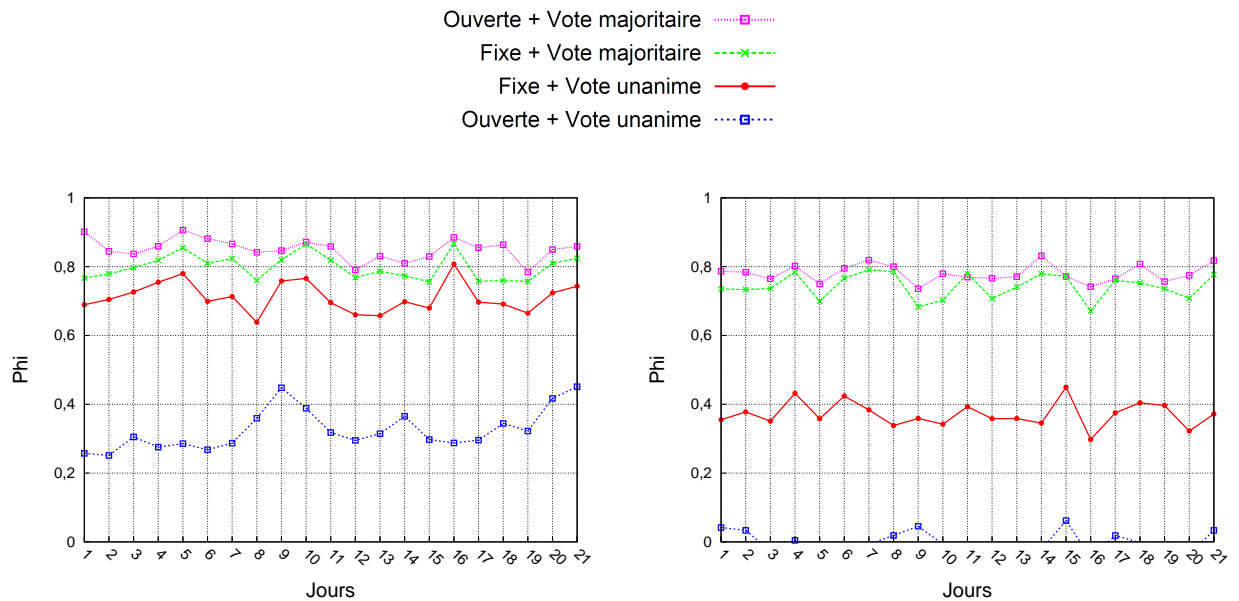 Ouverte + Vote majoritaire
Fixe + Vote majoritaire
Fixe + Vote unanime
Ouverte + Vote unanime
1
0,8
0,6
0,4
0,2
0
Phi
1 2 3 4 5 6 7 8 9 10 11 12 13 14 15 16 17 18 19 20 21
Jours
1
0,8
0,6
0,4
0,2
0
Phi
1 2 3 4 5 6 7 8 9 10 11 12 13 14 15 16 17 18 19 20 21
Jours